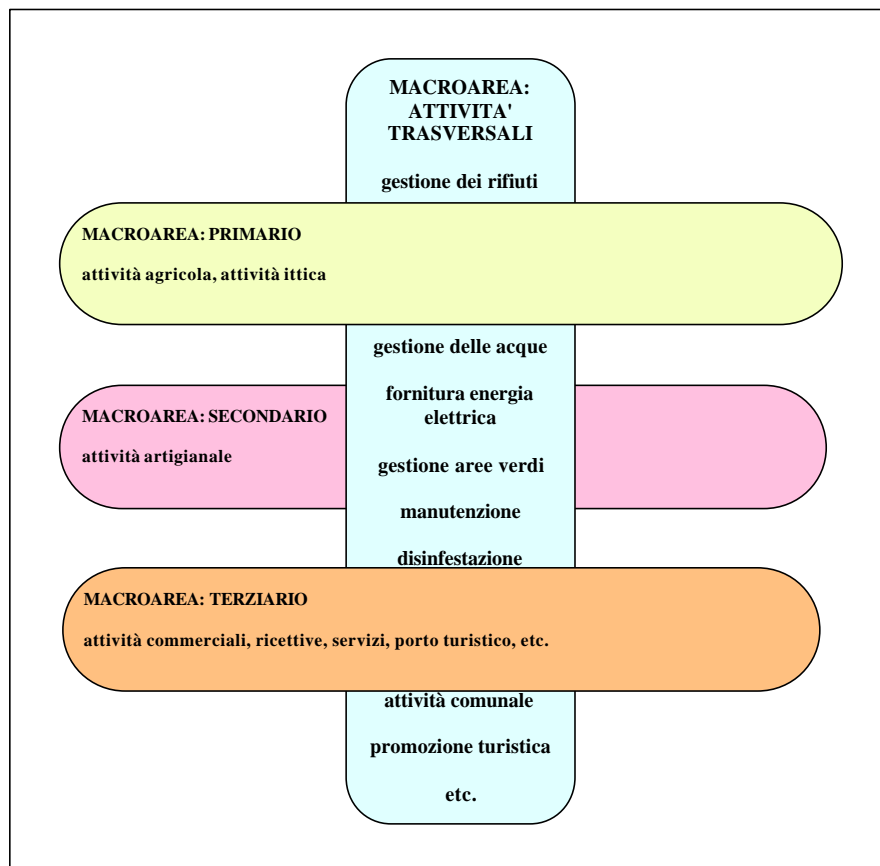 MACROAREA:
ATTIVITA'
TRASVERSALI
gestione dei rifiuti
MACROAREA: PRIMARIO
attività agricola, attività ittica
gestione delle acque
fornitura energia
elettrica
MACROAREA: SECONDARIO
attività artigianale
gestione aree verdi
manutenzione
disinfestazione
MACROAREA: TERZIARIO
attività commerciali, ricettive, servizi, porto turistico, etc.
attività comunale
promozione turistica
etc.